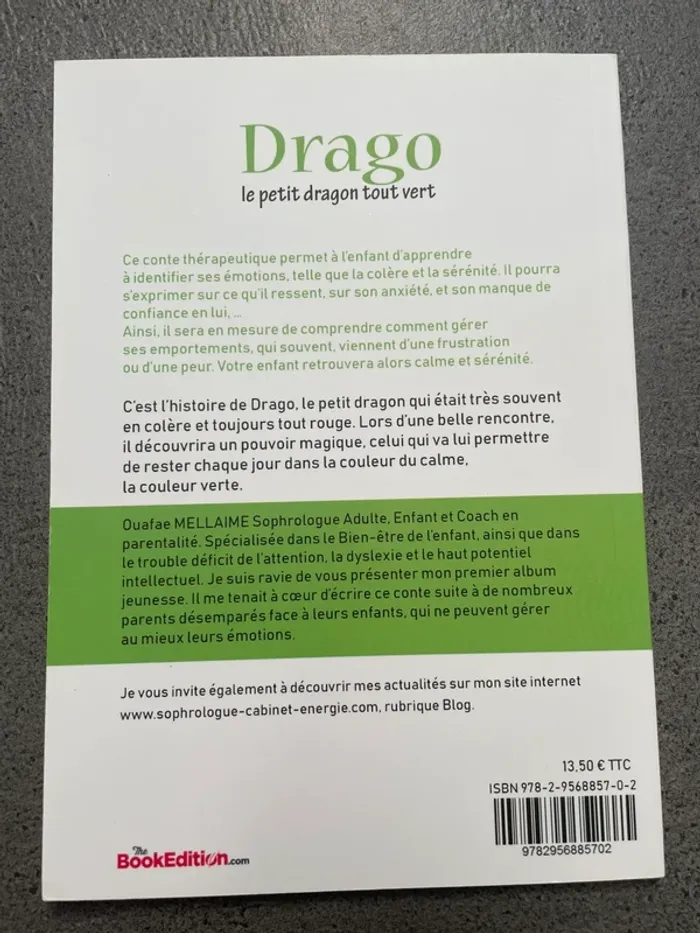 Drago
le petit dragon tout vert
Ce conte thérapeutique permet à l'enfant d'apprendre
à identifier ses émotions, telle que la colère et la sérénité. Il pourra
s'exprimer sur ce qu'il ressent, sur son anxiété, et son manque de
confiance en lui, ...
Ainsi, il sera en mesure de comprendre comment gérer
ses emportements, qui souvent, viennent d'une frustration
ou d'une peur. Votre enfant retrouvera alors calme et sérénité.
C'est l'histoire de Drago, le petit dragon qui était très souvent
en colère et toujours tout rouge. Lors d'une belle rencontre,
il découvrira un pouvoir magique, celui qui va lui permettre
de rester chaque jour dans la couleur du calme,
la couleur verte.
Ouafae MELLAIME Sophrologue Adulte, Enfant et Coach en
parentalité. Spécialisée dans le Bien-être de l'enfant, ainsi que dans
le trouble déficit de l'attention, la dyslexie et le haut potentiel
intellectuel. Je suis ravie de vous présenter mon premier album
jeunesse. Il me tenait à cœur d'écrire ce conte suite à de nombreux
parents désemparés face à leurs enfants, qui ne peuvent gérer
au mieux leurs émotions.
Je vous invite également à découvrir mes actualités sur mon site internet
www.sophrologue-cabinet-energie.com, rubrique Blog.
13,50 € TTC
ISBN 978-2-9568857-0-2
9782956885702
The
BookEdition.com